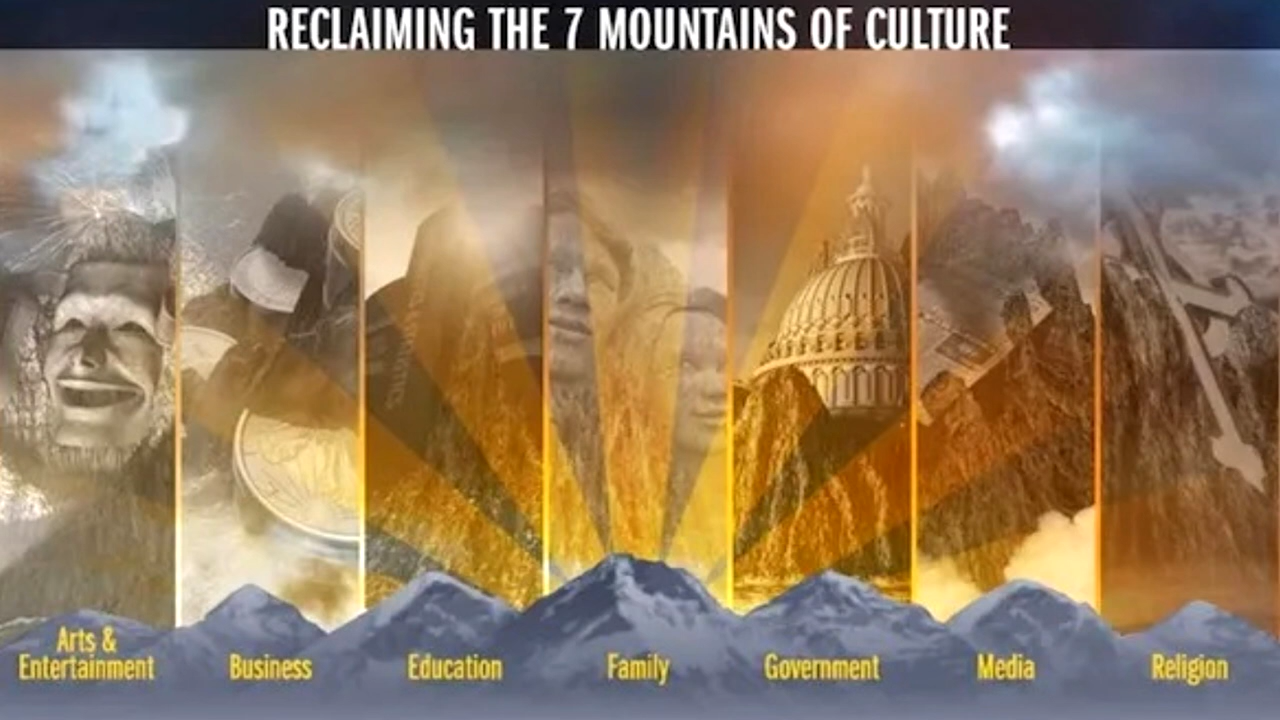 RECLAIMING THE 7 MOUNTAINS OF CULTURE
Arts &
Entertainment
Business
Education
Family
Government
Media
Religion